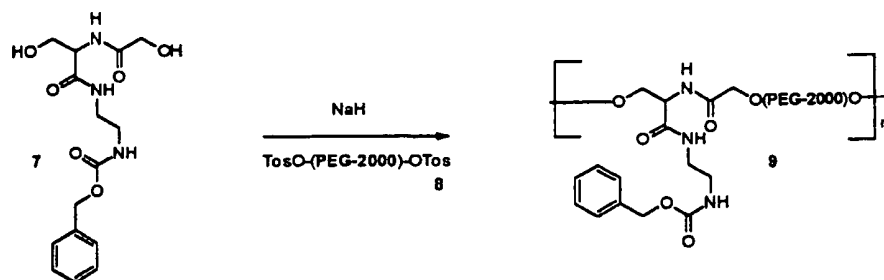 H
HO
N
OH
O
O
NH
7
O
NH
O
NaH
TosO-(PEG-2000)-OTos
8
H
O
N
O(PEG-2000)O
n
O
O
NH
9
O
NH
O